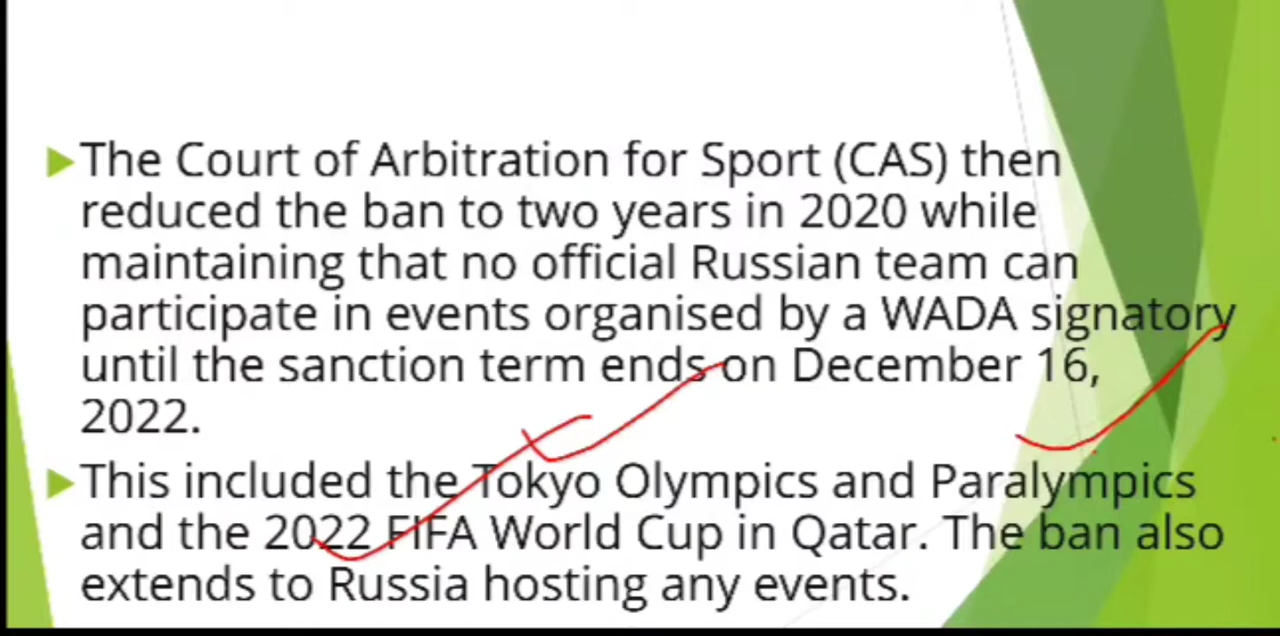 The Court of Arbitration for Sport (CAS) then
reduced the ban to two years in 2020 while
maintaining that no official Russian team can
participate in events organised by a WADA signatory
until the sanction term ends on December 16,
2022.
This included the Tokyo Olympics and Paralympics
and the 2022 FIFA World Cup in Qatar. The ban also
extends to Russia hosting any events.